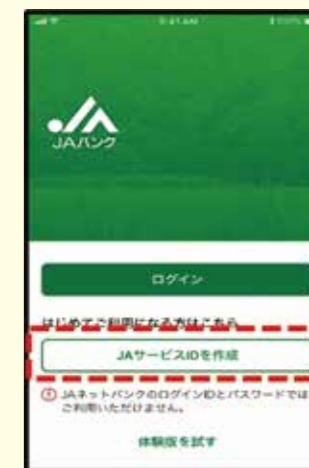 9:41 AM
JAバンク
ログイン
はじめてご利用になる方はこちら
JAサービスIDを作成
JAネットバンクのログインIDとパスワードでは
ご利用いただけません。
体験版を試す